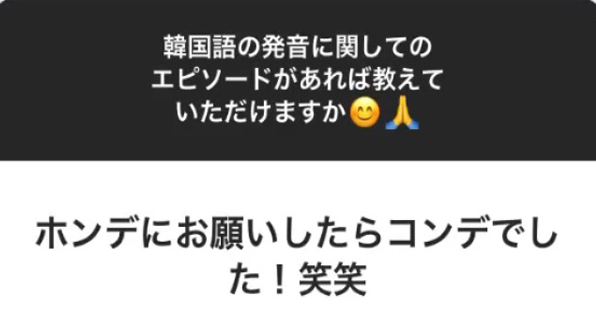 韓国語の発音に関しての
エピソードがあれば教えて
いただけますか😊🙏
ホンデにお願いしたらコンデでし
た！笑笑